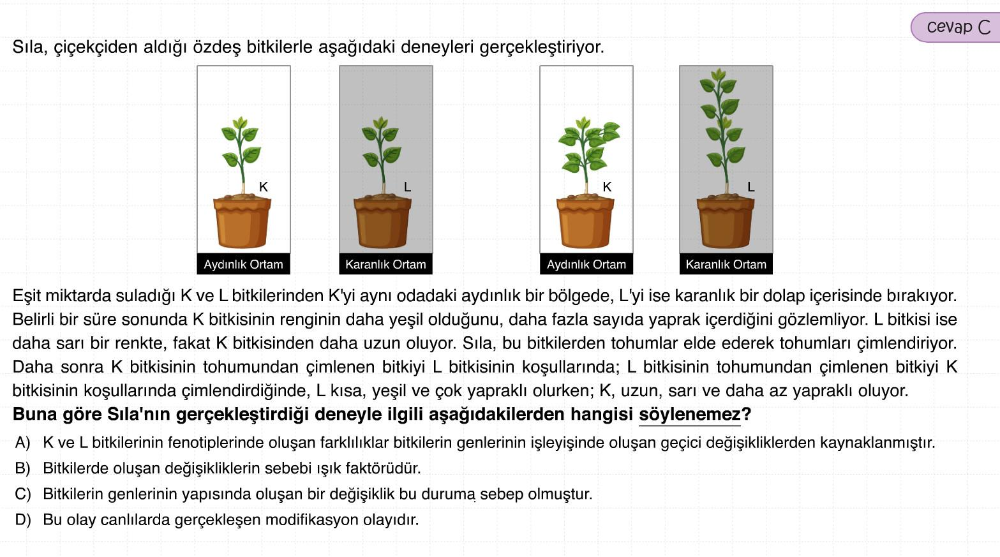 cevap C
Sıla, çiçekçiden aldığı özdeş bitkilerle aşağıdaki deneyleri gerçekleştiriyor.
K
L
K
L
Aydınlık Ortam
Karanlık Ortam
Aydınlık Ortam
Karanlık Ortam
Eşit miktarda suladığı K ve L bitkilerinden K'yi aynı odadaki aydınlık bir bölgede, L'yi ise karanlık bir dolap içerisinde bırakıyor.
Belirli bir süre sonunda K bitkisinin renginin daha yeşil olduğunu, daha fazla sayıda yaprak içerdiğini gözlemliyor. L bitkisi ise
daha sarı bir renkte, fakat K bitkisinden daha uzun oluyor. Sıla, bu bitkilerden tohumlar elde ederek tohumları çimlendiriyor.
Daha sonra K bitkisinin tohumundan çimlenen bitkiyi L bitkisinin koşullarında; L bitkisinin tohumundan çimlenen bitkiyi K
bitkisinin koşullarında çimlendirdiğinde, L kısa, yeşil ve çok yapraklı olurken; K, uzun, sarı ve daha az yapraklı oluyor.
Buna göre Sıla'nın gerçekleştirdiği deneyle ilgili aşağıdakilerden hangisi söylenemez?
A) K ve L bitkilerinin fenotiplerinde oluşan farklılıklar bitkilerin genlerinin işleyişinde oluşan geçici değişikliklerden kaynaklanmıştır.
B) Bitkilerde oluşan değişikliklerin sebebi ışık faktörüdür.
C) Bitkilerin genlerinin yapısında oluşan bir değişiklik bu duruma sebep olmuştur.
D) Bu olay canlılarda gerçekleşen modifikasyon olayıdır.